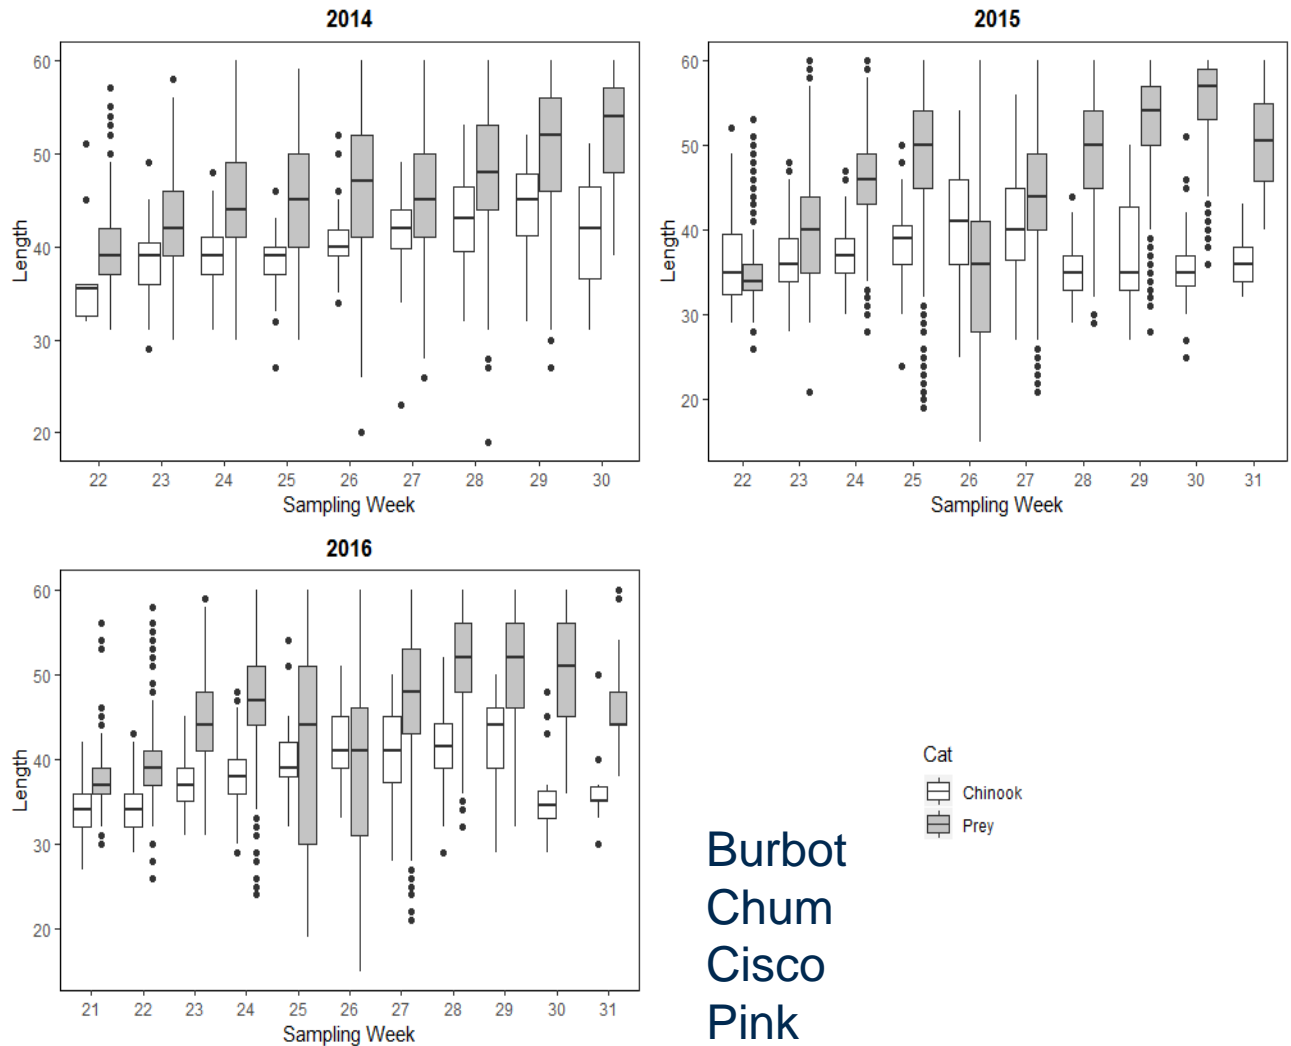 2014
60
50
40
30
20
Length
22 23 24 25 26 27 28 29 30
Sampling Week
2015
60
50
40
30
20
Length
22 23 24 25 26 27 28 29 30 31
Sampling Week
2016
60
50
40
30
20
Length
21 22 23 24 25 26 27 28 29 30 31
Sampling Week
Cat
Chinook
Prey
Burbot
Chum
Cisco
Pink